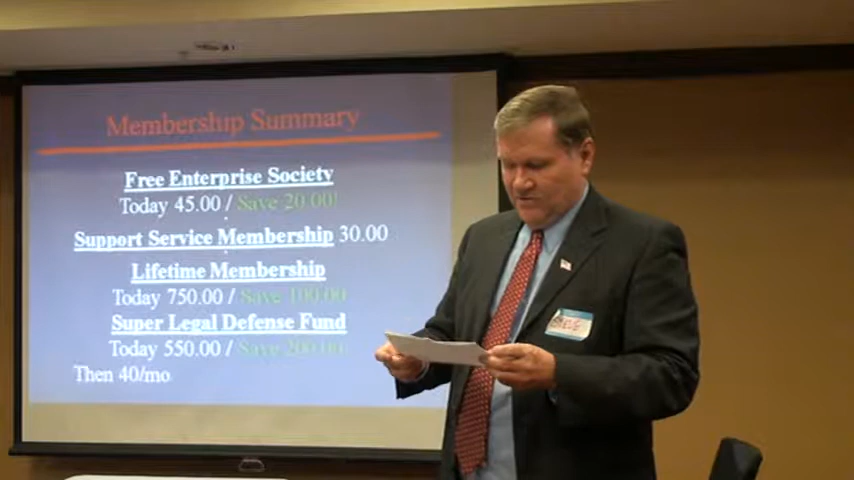 Membership Summary
Free Enterprise Society
Today 45.00 / Save 20.00!
Support Service Membership 30.00
Lifetime Membership
Today 750.00 / Save 100.00
Super Legal Defense Fund
Today 550.00 / Save 200.00
Then 40/mo